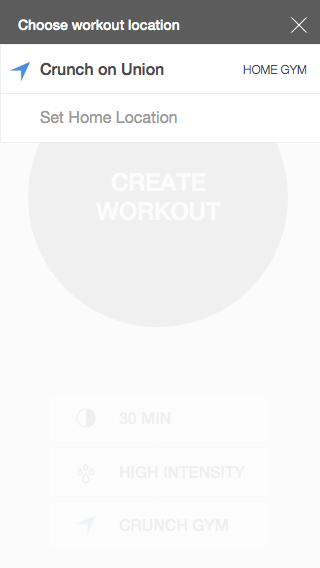 Choose workout location
Crunch on Union HOME GYM
Set Home Location
CREATE
WORKOUT
30 MIN
HIGH INTENSITY
CRUNCH GYM